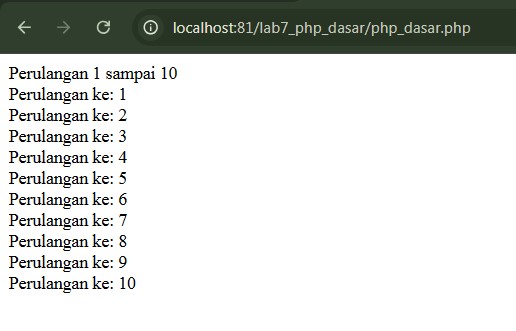 localhost:81/lab7_php_dasar/php_dasar.php
Perulangan 1 sampai 10
Perulangan ke: 1
Perulangan ke: 2
Perulangan ke: 3
Perulangan ke: 4
Perulangan ke: 5
Perulangan ke: 6
Perulangan ke: 7
Perulangan ke: 8
Perulangan ke: 9
Perulangan ke: 10